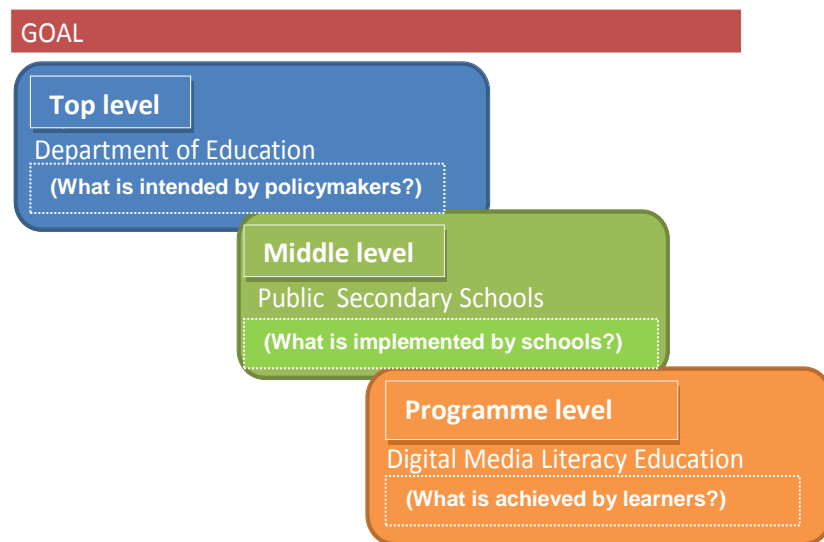 GOAL
Top level
Department of Education
(What is intended by policymakers?)
Middle level
Public Secondary Schools
(What is implemented by schools?)
Programme level
Digital Media Literacy Education
(What is achieved by learners?)